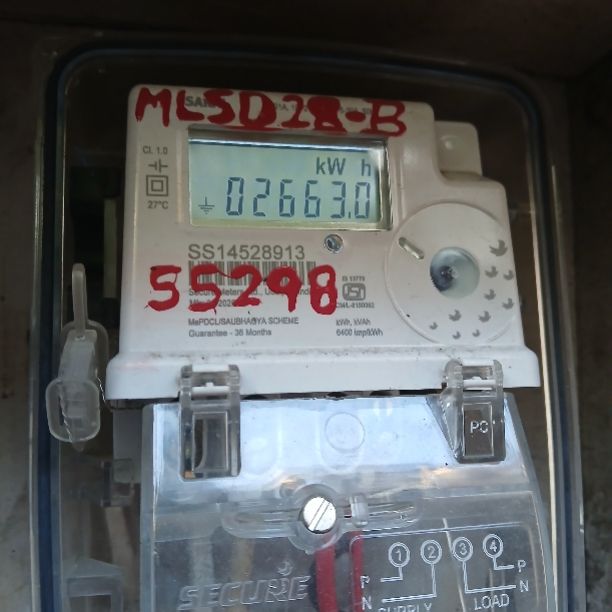 MLSD28-B
Cl. 1.0
kW h
02663.0
27°C
SS14528913
55298
MePDCL/SAUBHAGYA SCHEME
kWh, kVAh
Guarantee - 36 Months
6400 imp/kWh
PC
1 2 3 4
P P
N N
SUPPLY LOAD
SECURE